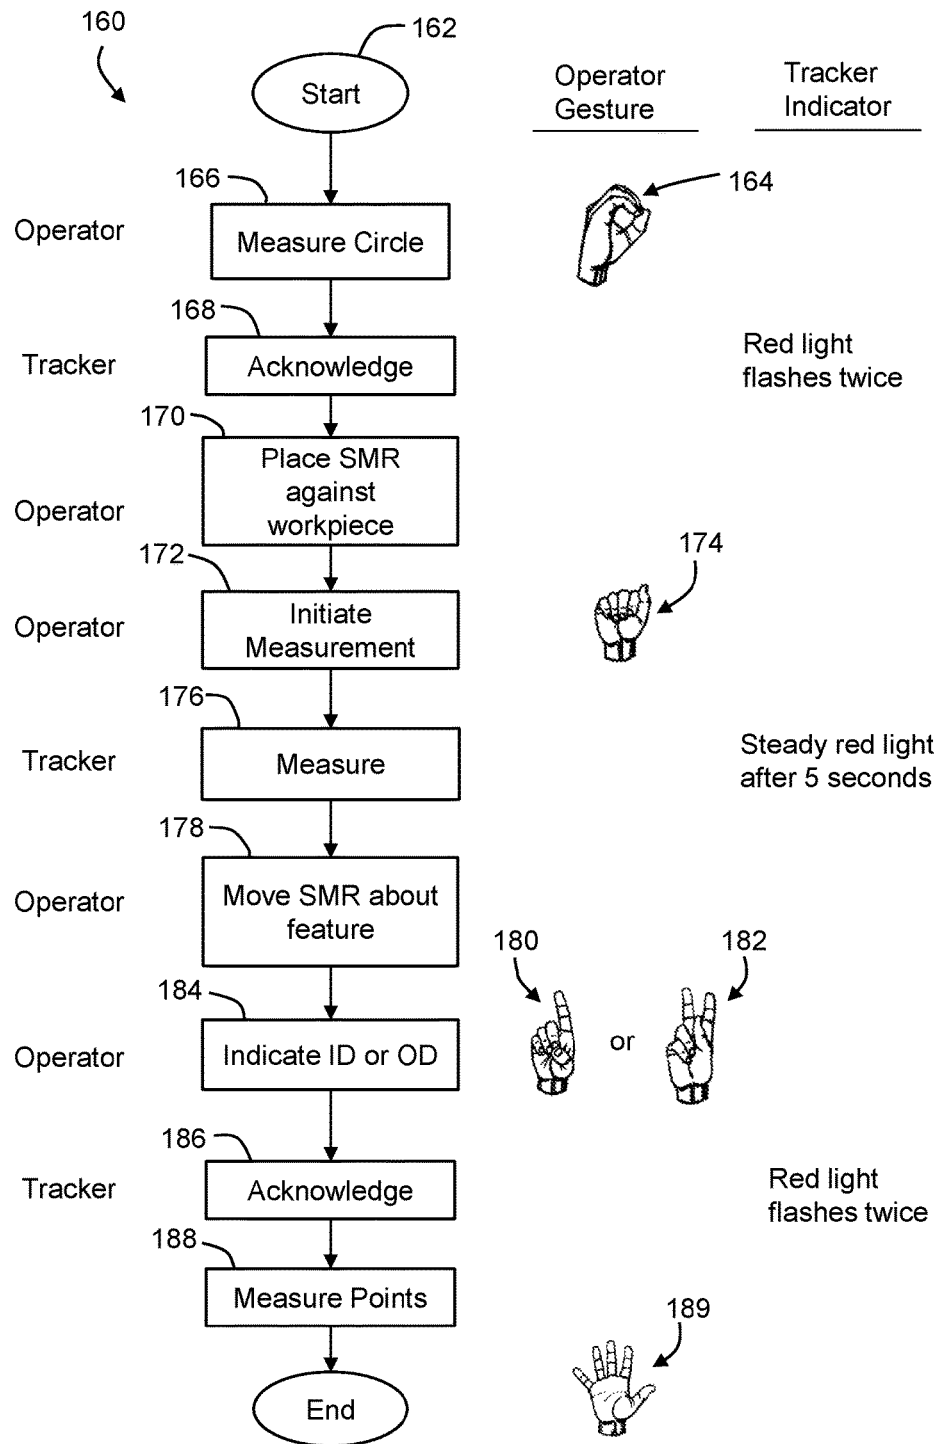 160
162
Start
Operator
Gesture
Tracker
Indicator
166
164
Operator
Measure Circle
168
Tracker
Acknowledge
Red light
flashes twice
170
Place SMR
against
workpiece
Operator
172
174
Operator
Initiate
Measurement
176
Tracker
Measure
Steady red light
after 5 seconds
178
Operator
Move SMR about
feature
180
182
184
Operator
Indicate ID or OD
or
186
Tracker
Acknowledge
Red light
flashes twice
188
Measure Points
189
End